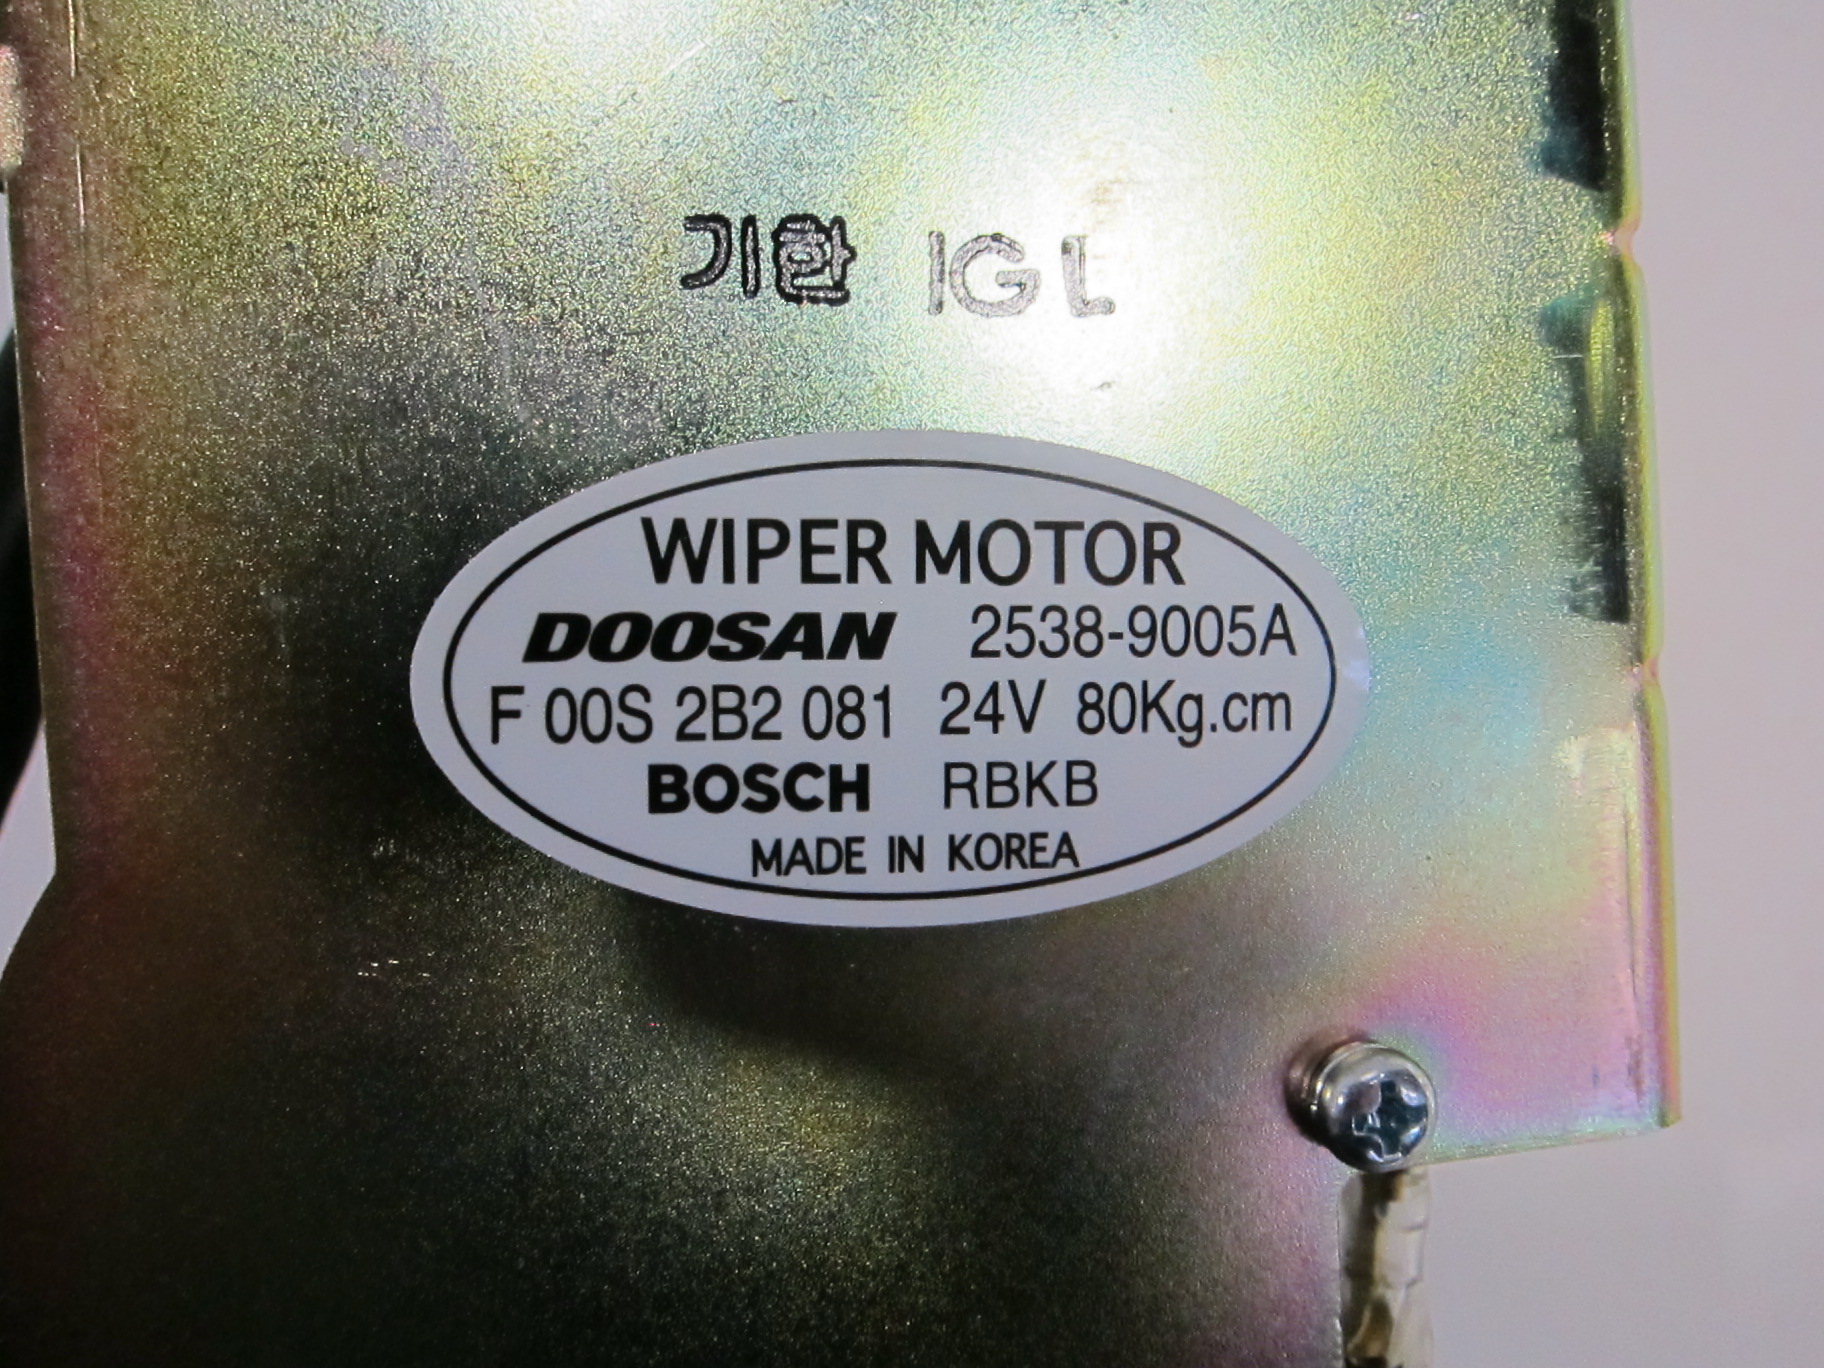 기한 IGL
WIPER MOTOR
DOOSAN 2538-9005A
F 00S 2B2 081 24V 80Kg.cm
BOSCH RBKB
MADE IN KOREA